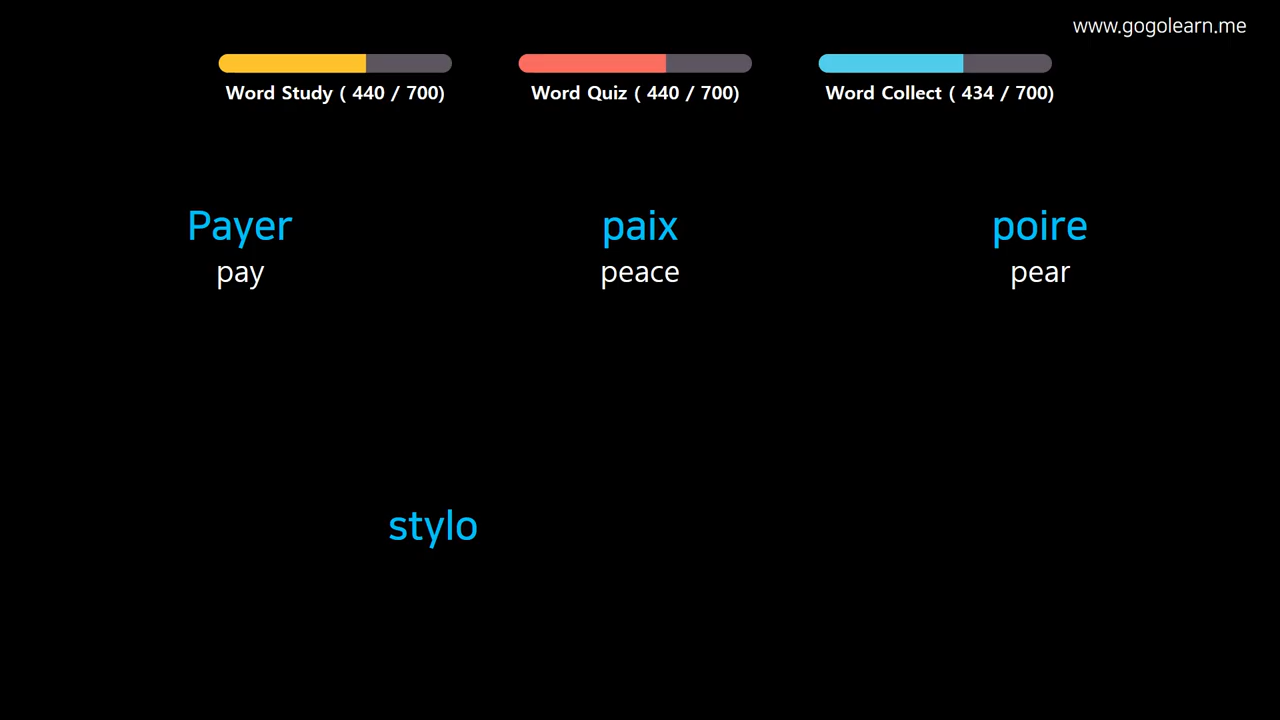 www.gogolearn.me
Word Study ( 440 / 700)
Word Quiz ( 440 / 700)
Word Collect ( 434 / 700)
Payer
pay
paix
peace
poire
pear
stylo